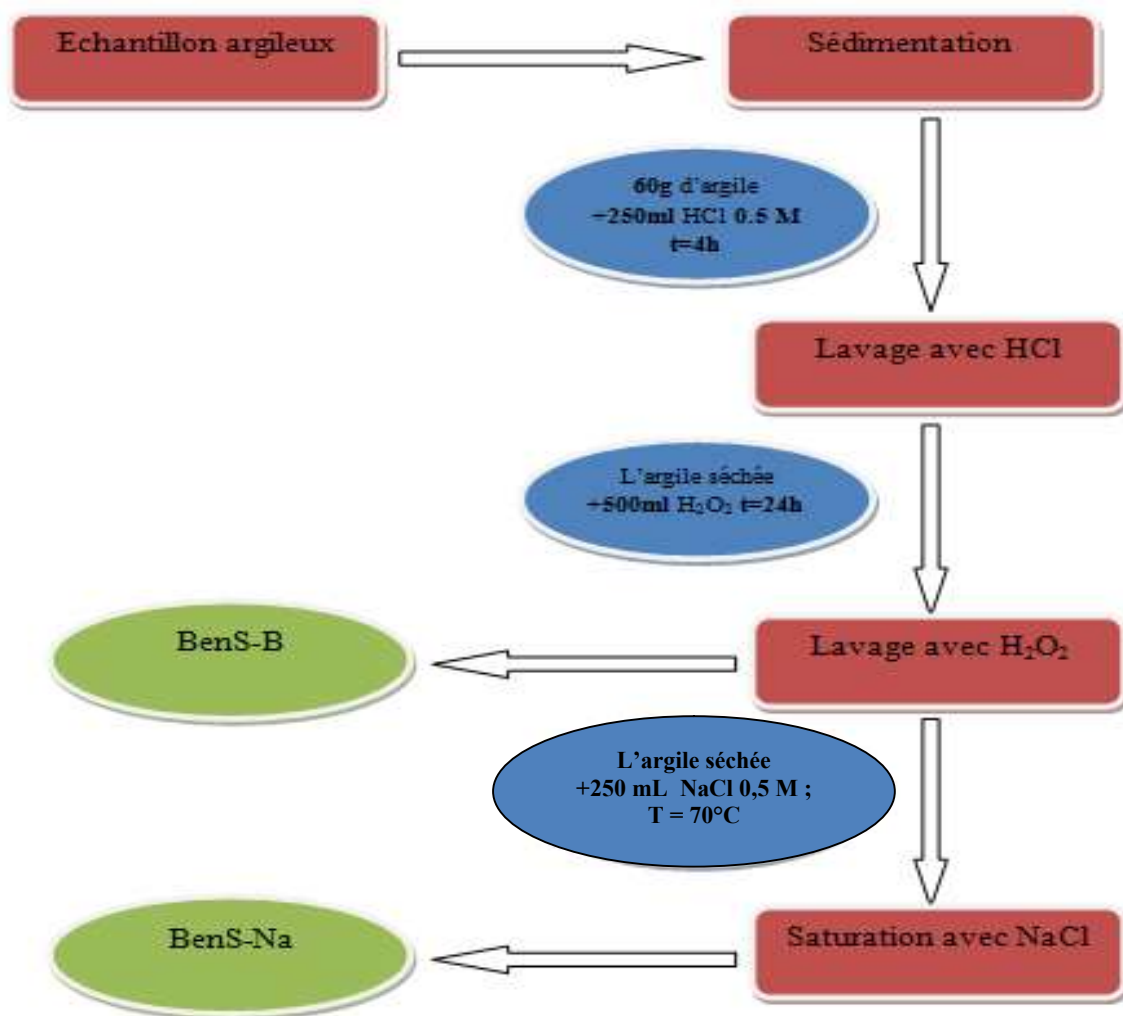 Echantillon argileux
Sédimentation
60g d'argile
+250ml HCl 0.5 M
t=4h
Lavage avec HCl
L'argile séchée
+500ml H₂O₂ t=24h
BenS-B
Lavage avec H₂O₂
L'argile séchée
+250 mL NaCl 0,5 M ;
T = 70°C
BenS-Na
Saturation avec NaCl